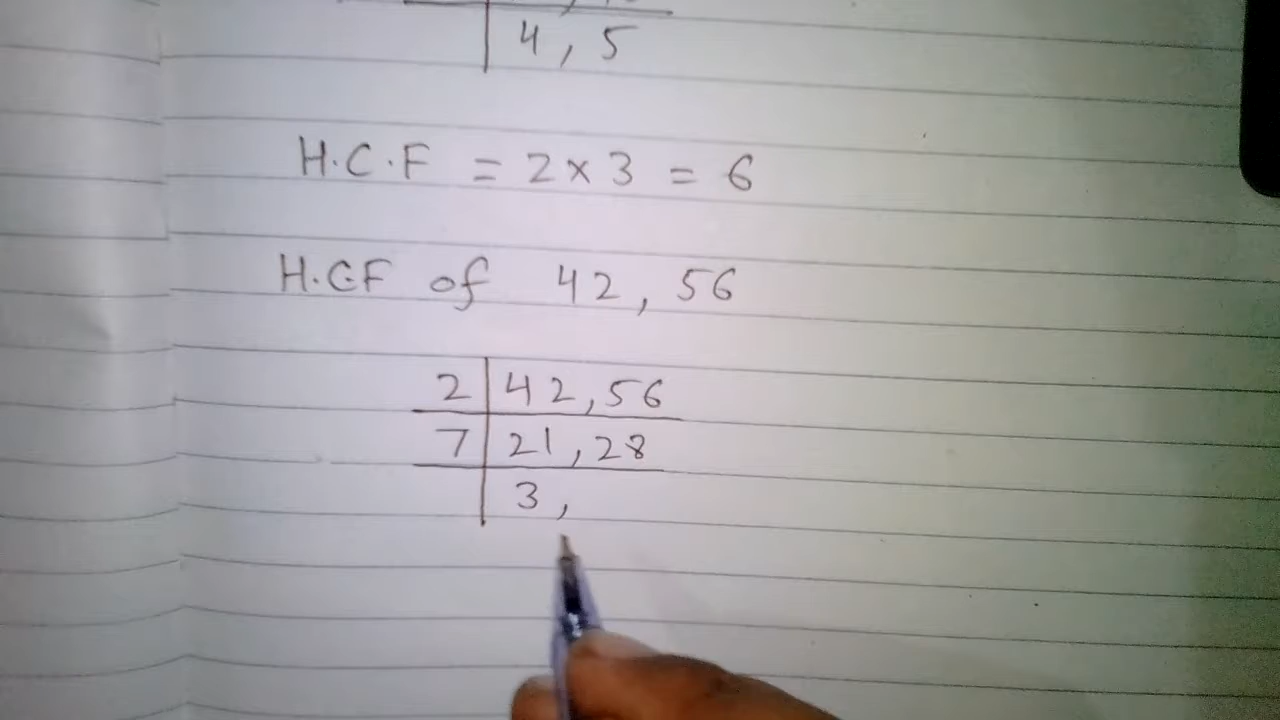 4, 5
H.C.F = 2 × 3 = 6
H.C.F of 42, 56
2 | 42, 56
7 | 21, 28
| 3,